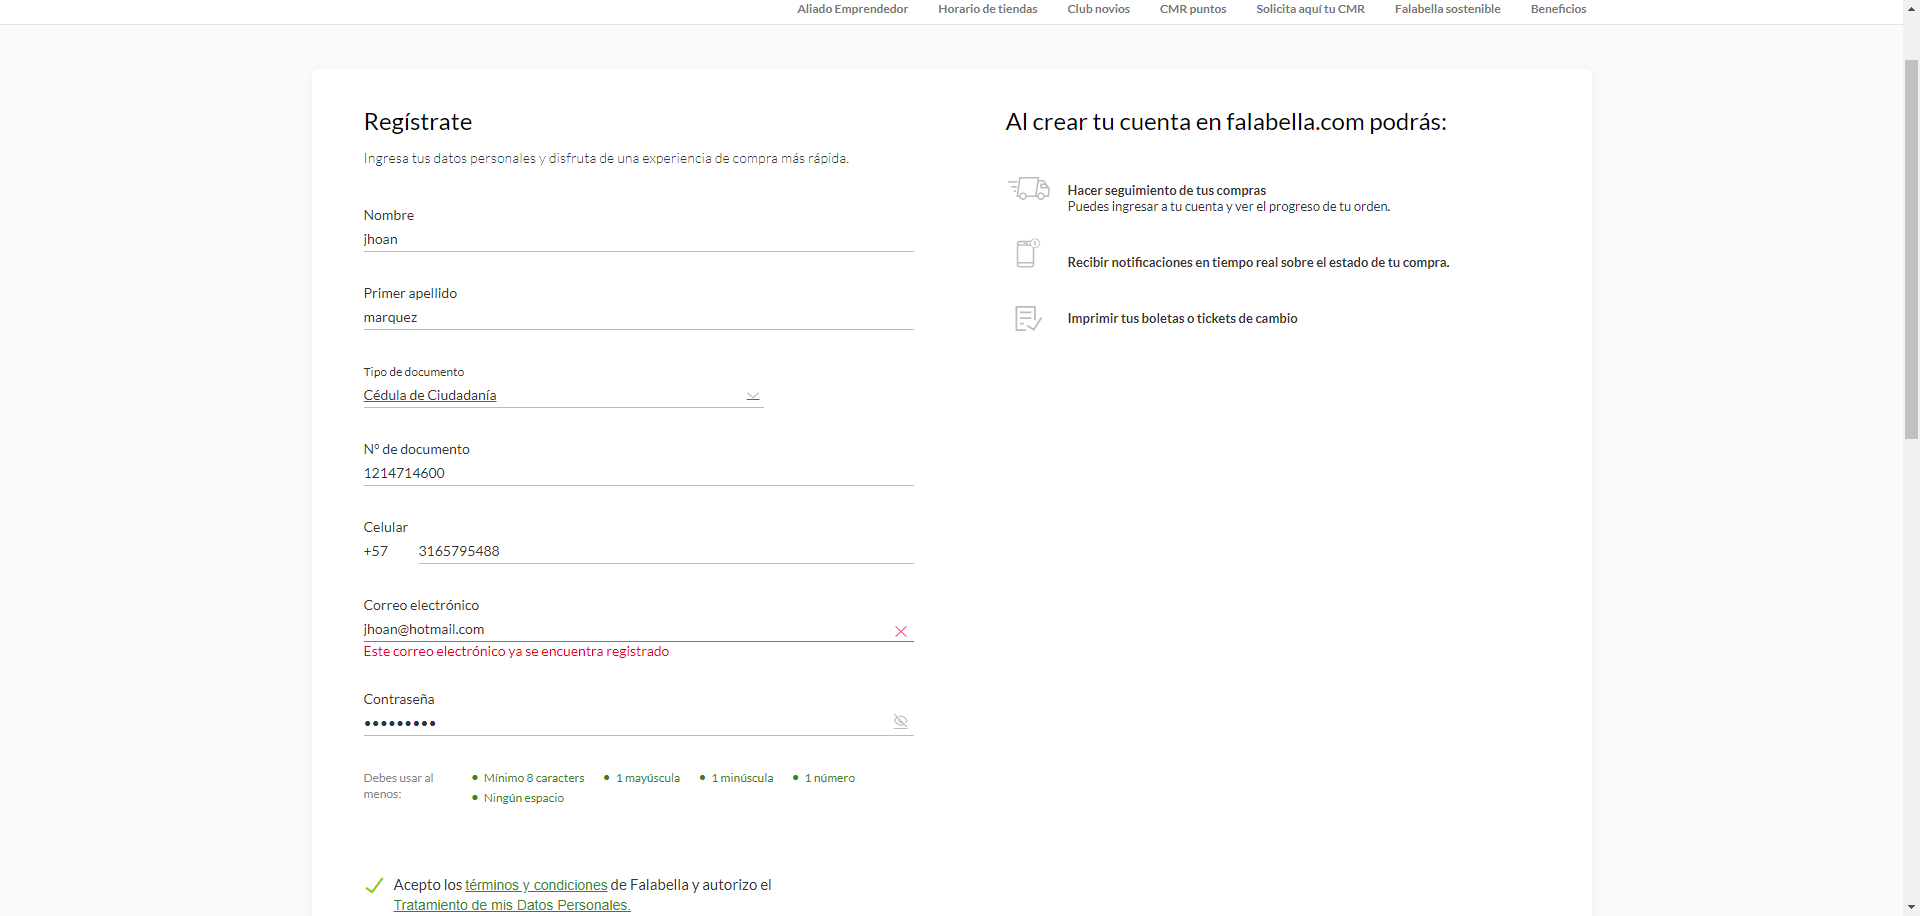 Aliado Emprendedor Horario de tiendas Club novios CMR puntos Solicita aquí tu CMR Falabella sostenible Beneficios
Regístrate
Ingresa tus datos personales y disfruta de una experiencia de compra más rápida.
Nombre
jhoan
Primer apellido
marquez
Tipo de documento
Cédula de Ciudadanía
N° de documento
1214714600
Celular
+57 3165795488
Correo electrónico
jhoan@hotmail.com
Este correo electrónico ya se encuentra registrado
Contraseña
•••••••••
Debes usar al menos:
• Mínimo 8 caracters • 1 mayúscula • 1 minúscula • 1 número
• Ningún espacio
Acepto los términos y condiciones de Falabella y autorizo el
Tratamiento de mis Datos Personales.
Al crear tu cuenta en falabella.com podrás:
Hacer seguimiento de tus compras
Puedes ingresar a tu cuenta y ver el progreso de tu orden.
Recibir notificaciones en tiempo real sobre el estado de tu compra.
Imprimir tus boletas o tickets de cambio